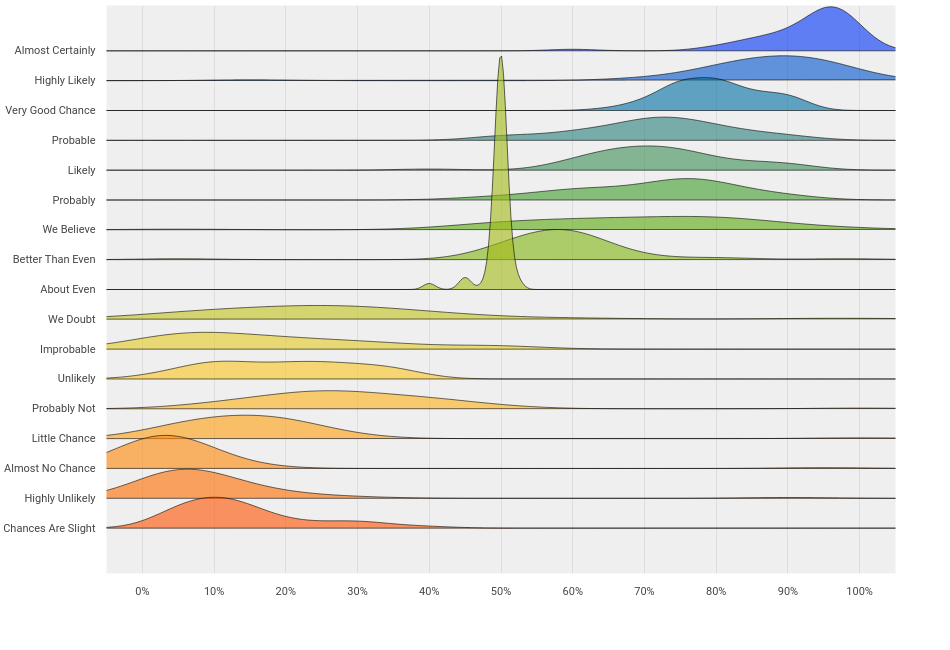 Almost Certainly
Highly Likely
Very Good Chance
Probable
Likely
Probably
We Believe
Better Than Even
About Even
We Doubt
Improbable
Unlikely
Probably Not
Little Chance
Almost No Chance
Highly Unlikely
Chances Are Slight
0% 10% 20% 30% 40% 50% 60% 70% 80% 90% 100%